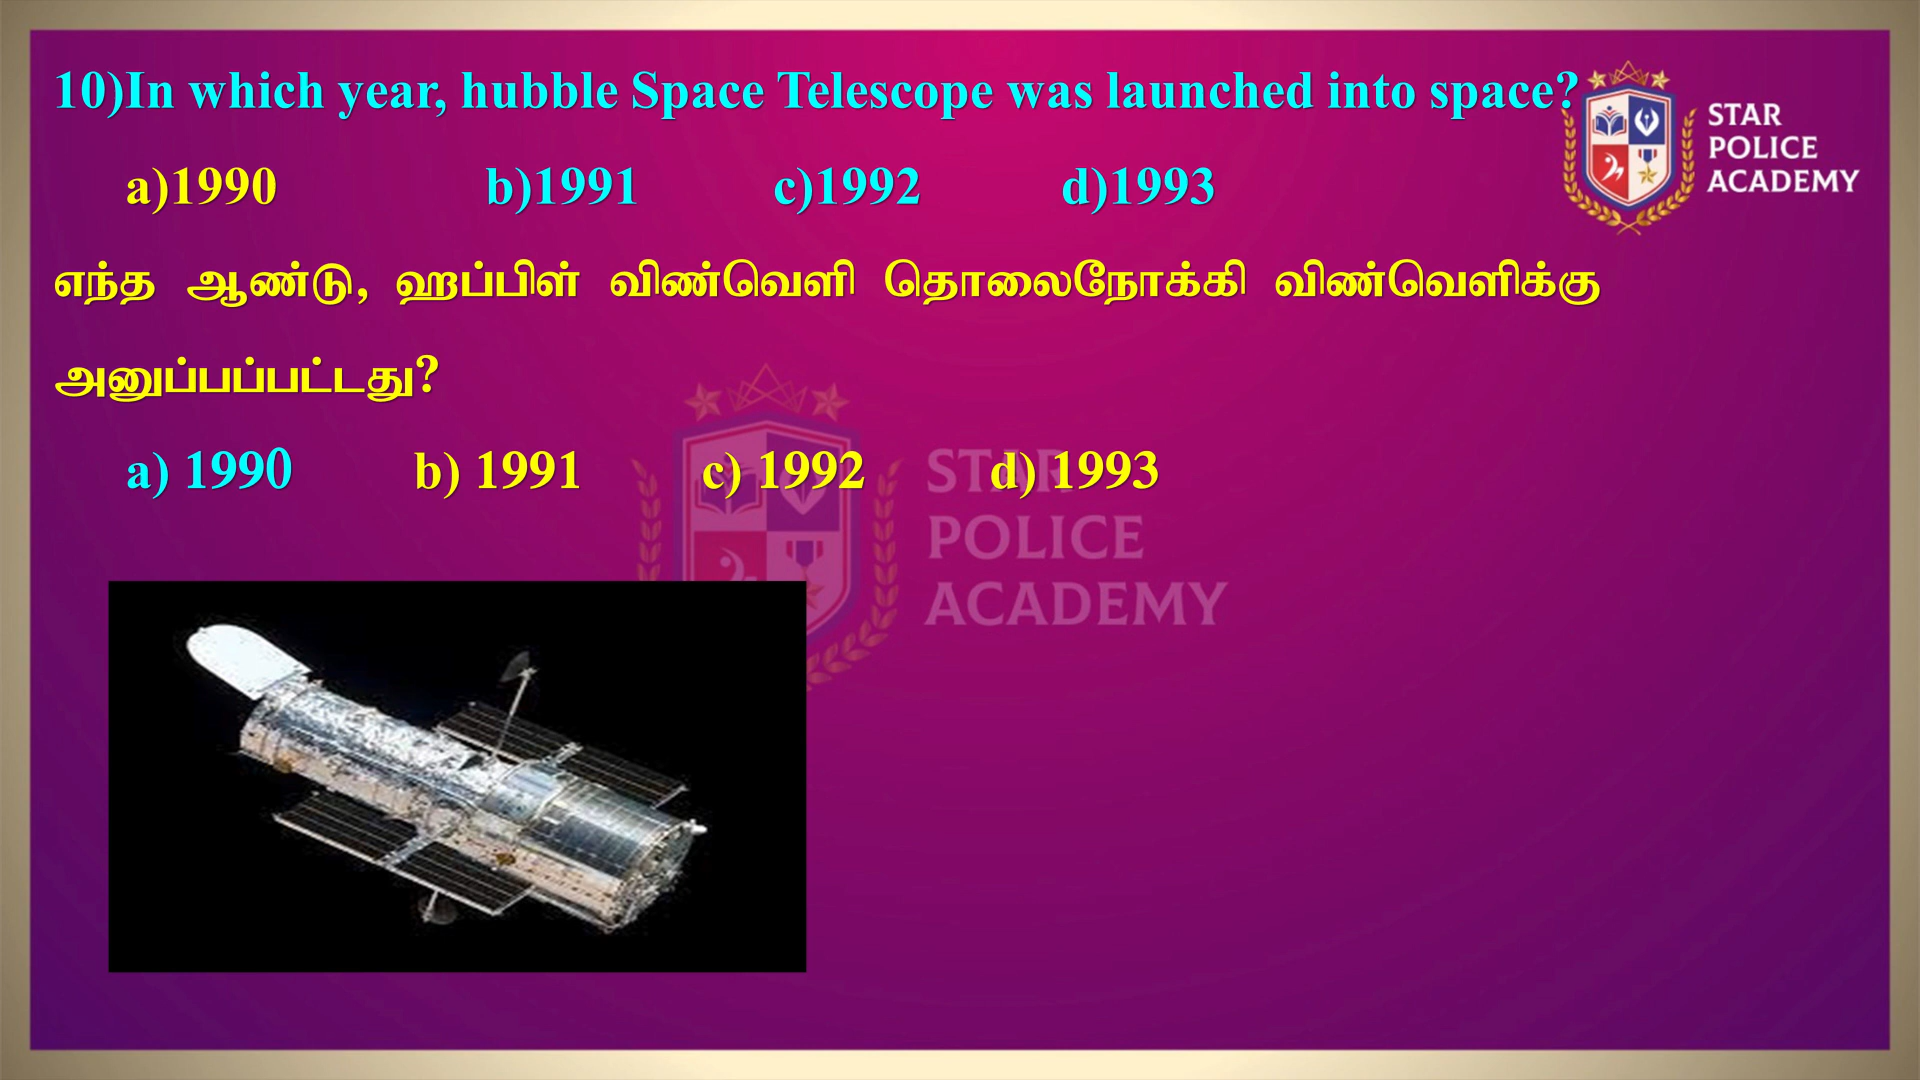 10)In which year, hubble Space Telescope was launched into space?
a)1990 b)1991 c)1992 d)1993
எந்த ஆண்டு, ஹப்பிள் விண்வெளி தொலைநோக்கி விண்வெளிக்கு
அனுப்பப்பட்டது?
a) 1990 b) 1991 c) 1992 d) 1993
STAR
POLICE
ACADEMY
STAR
POLICE
ACADEMY